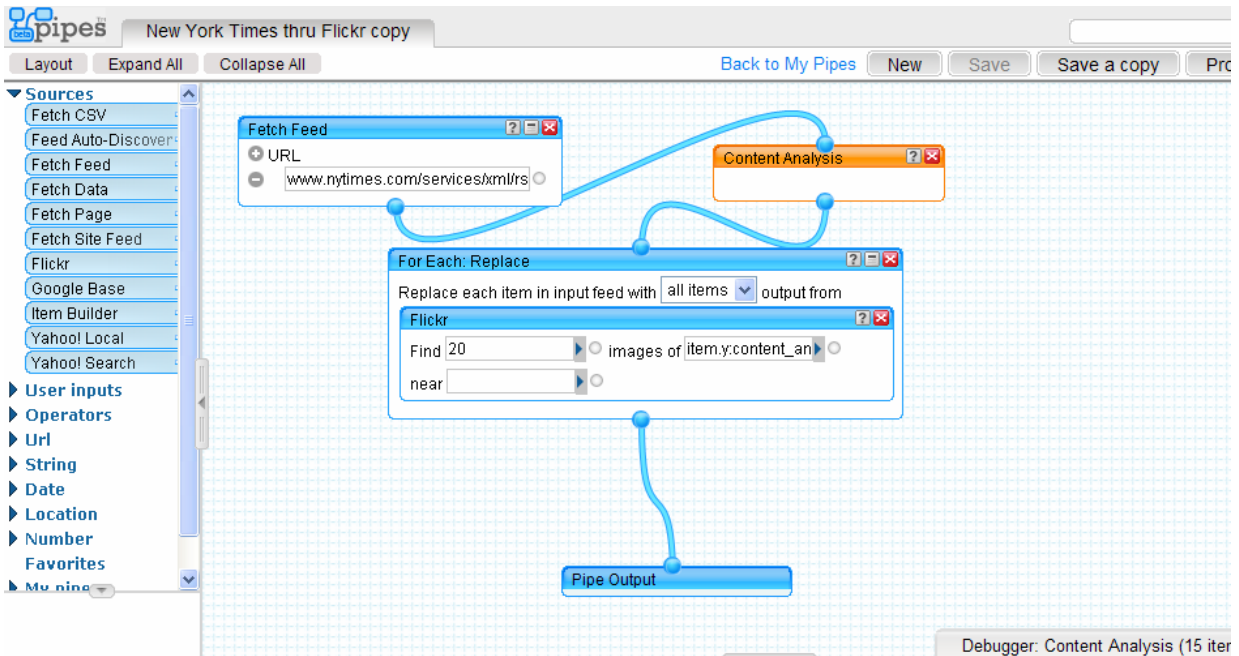 pipes
beta
New York Times thru Flickr copy
Layout Expand All Collapse All Back to My Pipes New Save Save a copy Pro
Sources
Fetch CSV
Feed Auto-Discover
Fetch Feed
Fetch Data
Fetch Page
Fetch Site Feed
Flickr
Google Base
Item Builder
Yahoo! Local
Yahoo! Search
User inputs
Operators
Url
String
Date
Location
Number
Favorites
My pipe
Fetch Feed
URL
www.nytimes.com/services/xml/rs
Content Analysis
For Each: Replace
Replace each item in input feed with all items output from
Flickr
Find 20 images of item.y:content_an
near
Pipe Output
Debugger: Content Analysis (15 iter